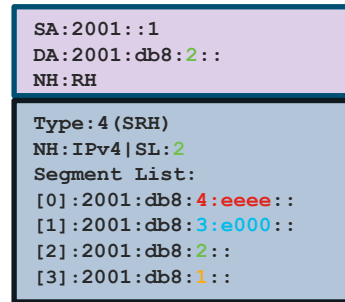 SA:2001::1
DA:2001:db8:2::
NH:RH
Type:4(SRH)
NH:IPv4|SL:2
Segment List:
[0]:2001:db8:4:eeee::
[1]:2001:db8:3:e000::
[2]:2001:db8:2::
[3]:2001:db8:1::